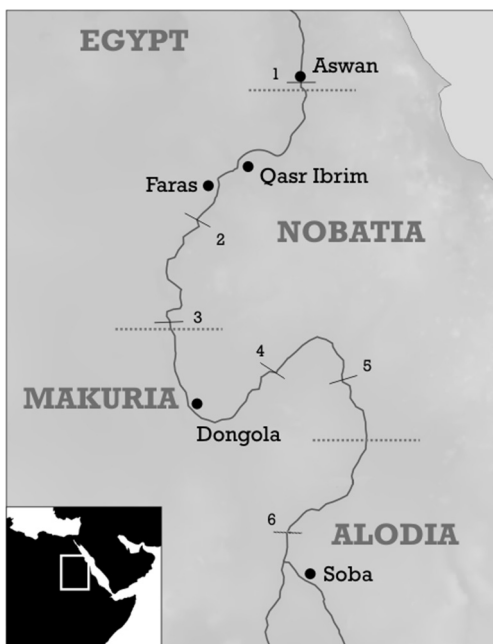 EGYPT
1
Aswan
Qasr Ibrim
Faras
NOBATIA
2
3
4
5
MAKURIA
Dongola
6
ALODIA
Soba